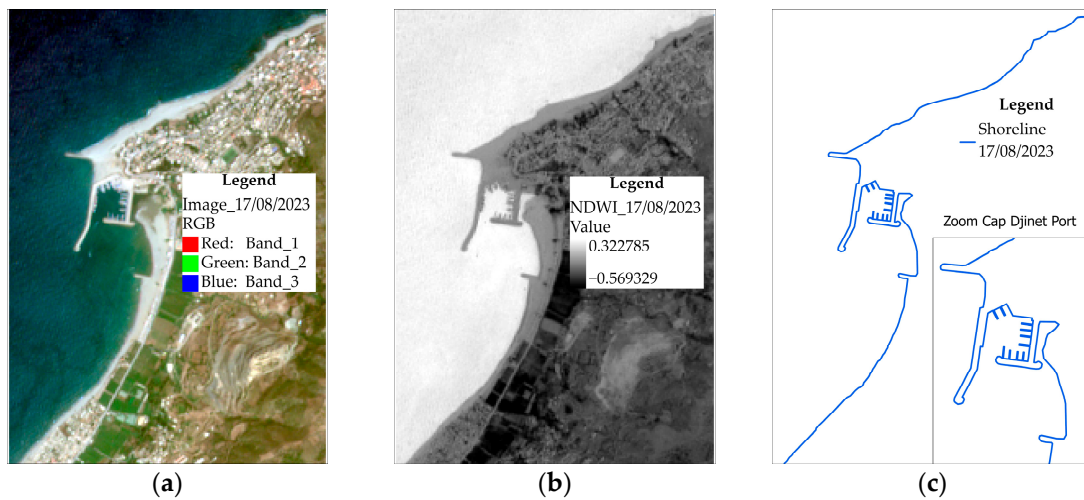 Legend
Image_17/08/2023
RGB
Red: Band_1
Green: Band_2
Blue: Band_3
(a)
Legend
NDWI_17/08/2023
Value
0.322785
−0.569329
(b)
Legend
Shoreline
17/08/2023
Zoom Cap Djinet Port
(c)